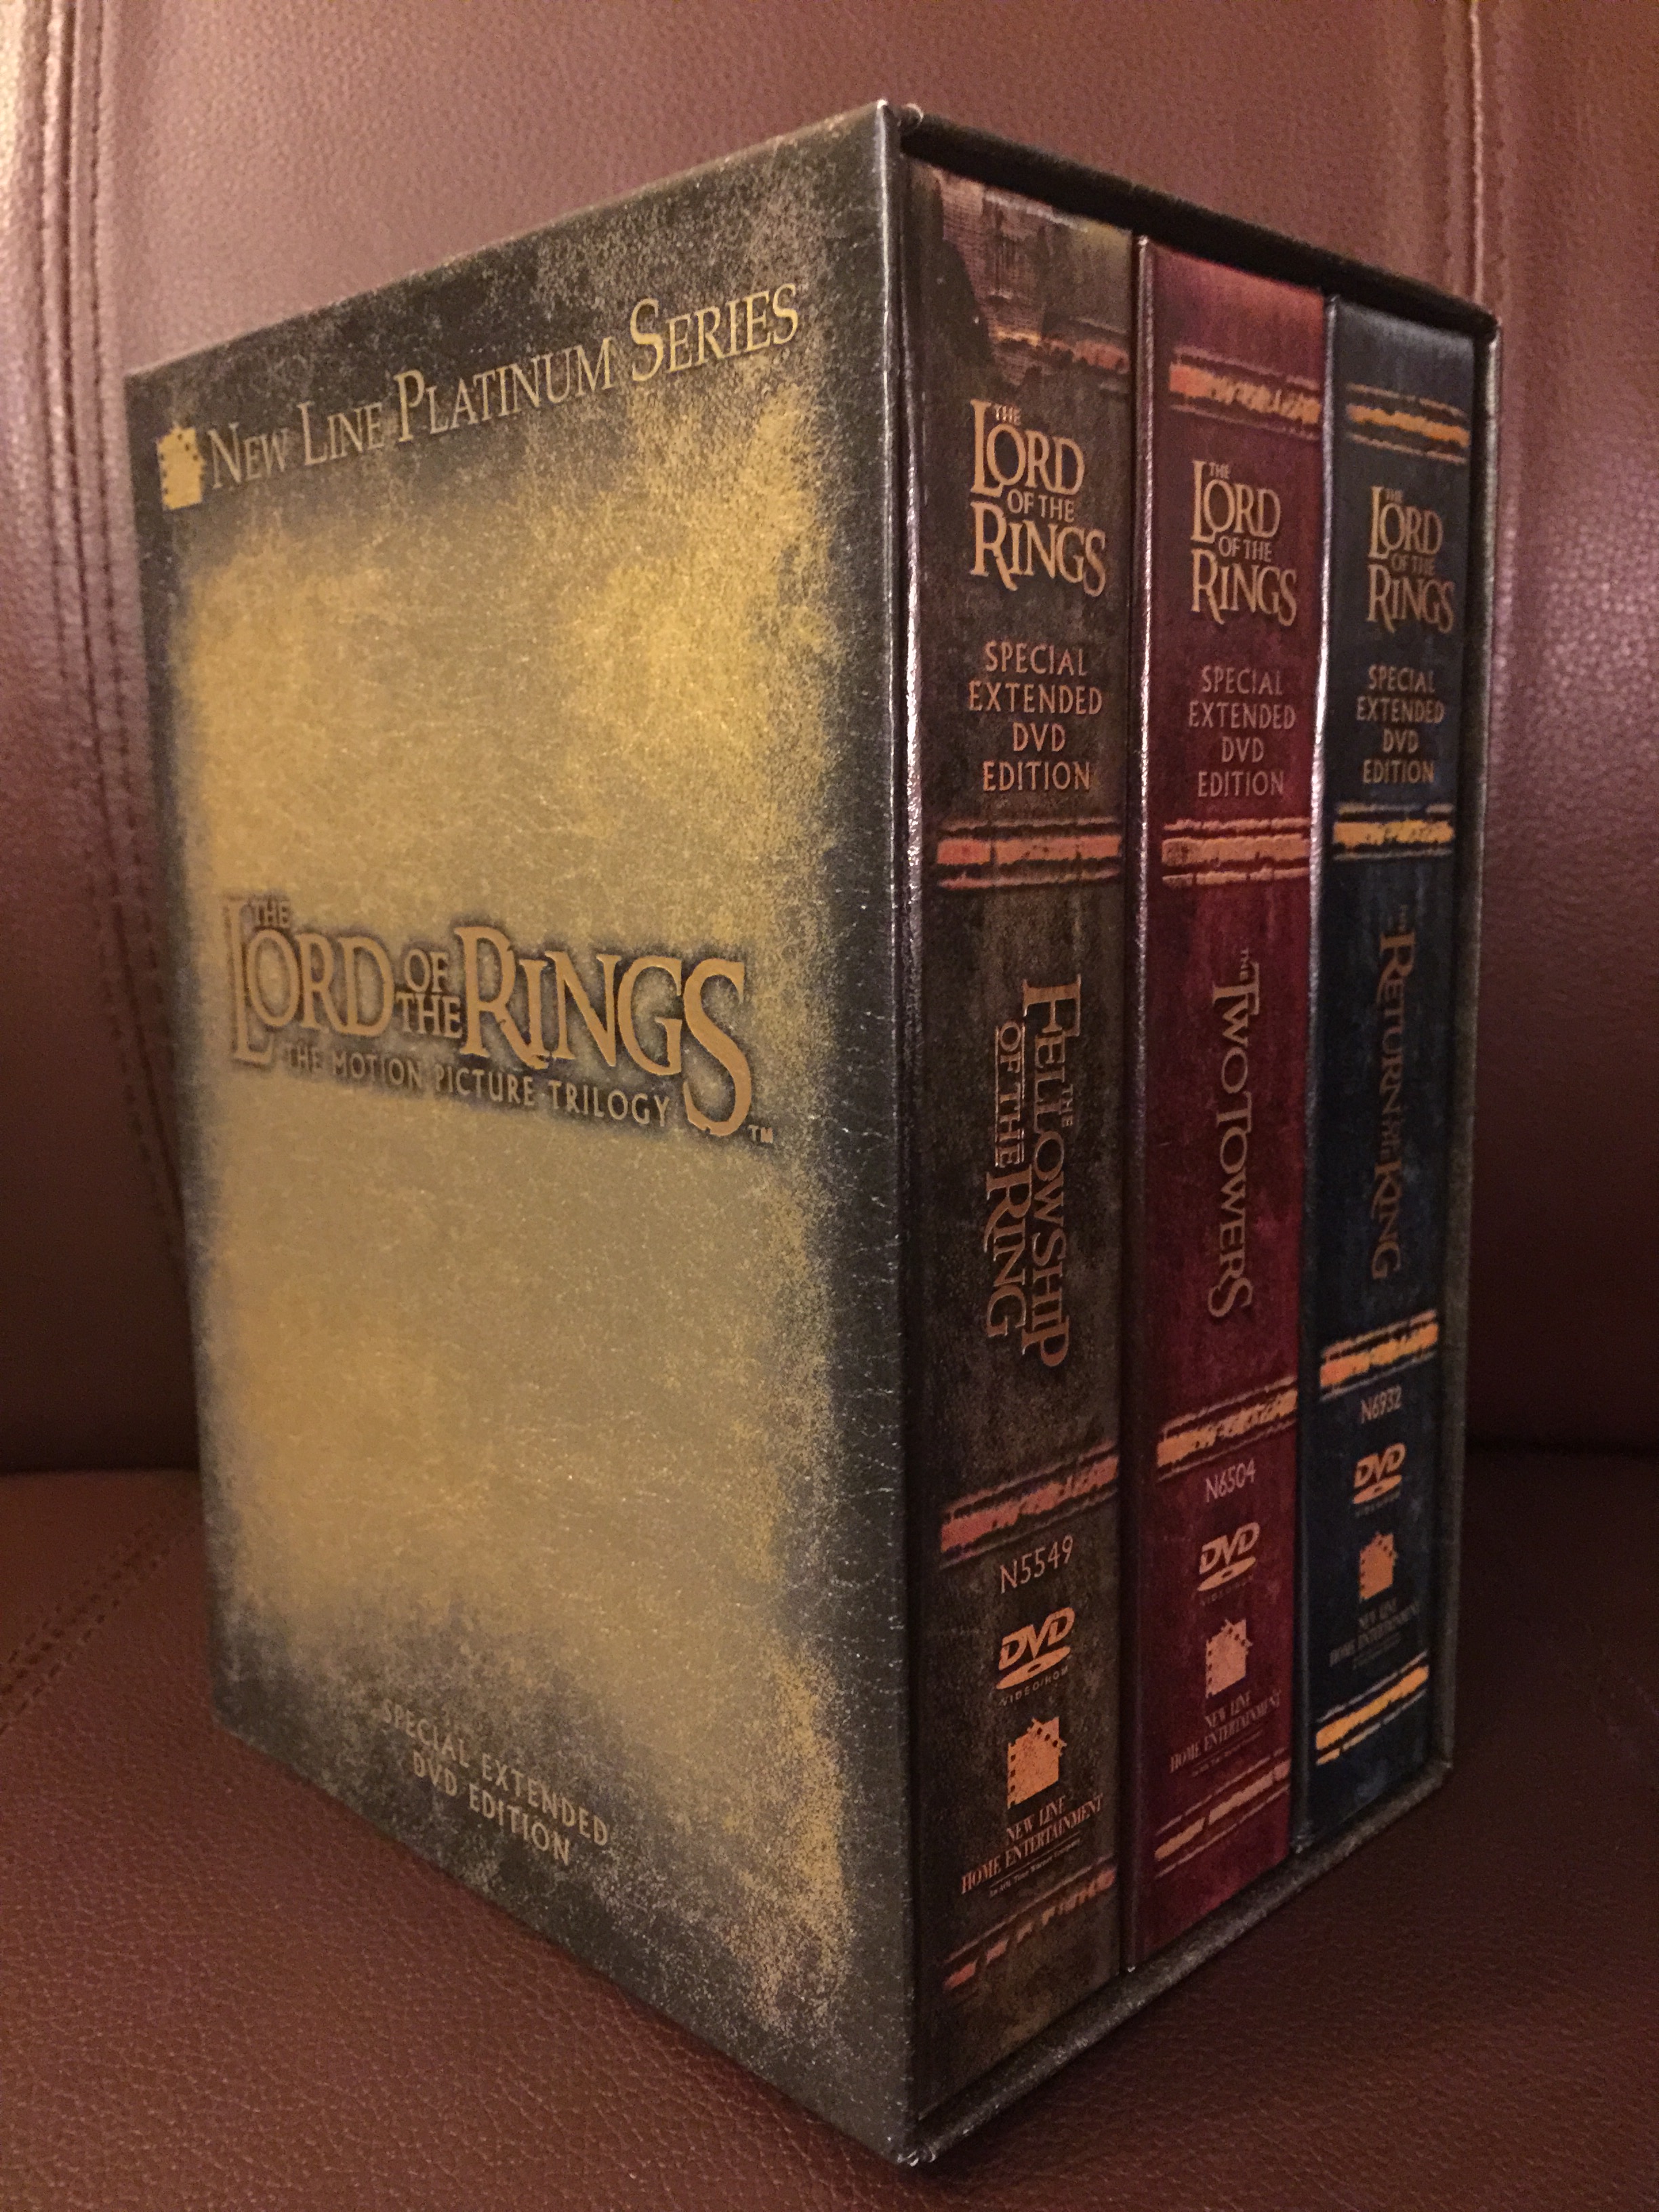 NEW LINE PLATINUM SERIES
THE
LORD OF THE RINGS
THE MOTION PICTURE TRILOGY
TM
SPECIAL EXTENDED
DVD EDITION
THE
LORD
OF THE
RINGS
SPECIAL
EXTENDED
DVD
EDITION
THE
FELLOWSHIP
OF THE RING
N5549
DVD
VIDEO/ROM
NEW LINE
HOME ENTERTAINMENT
THE
LORD
OF THE
RINGS
SPECIAL
EXTENDED
DVD
EDITION
THE TWO TOWERS
N6504
DVD
NEW LINE
HOME ENTERTAINMENT
THE
LORD
OF THE
RINGS
SPECIAL
EXTENDED
DVD
EDITION
THE RETURN OF THE KING
N6932
DVD
NEW LINE
HOME ENTERTAINMENT